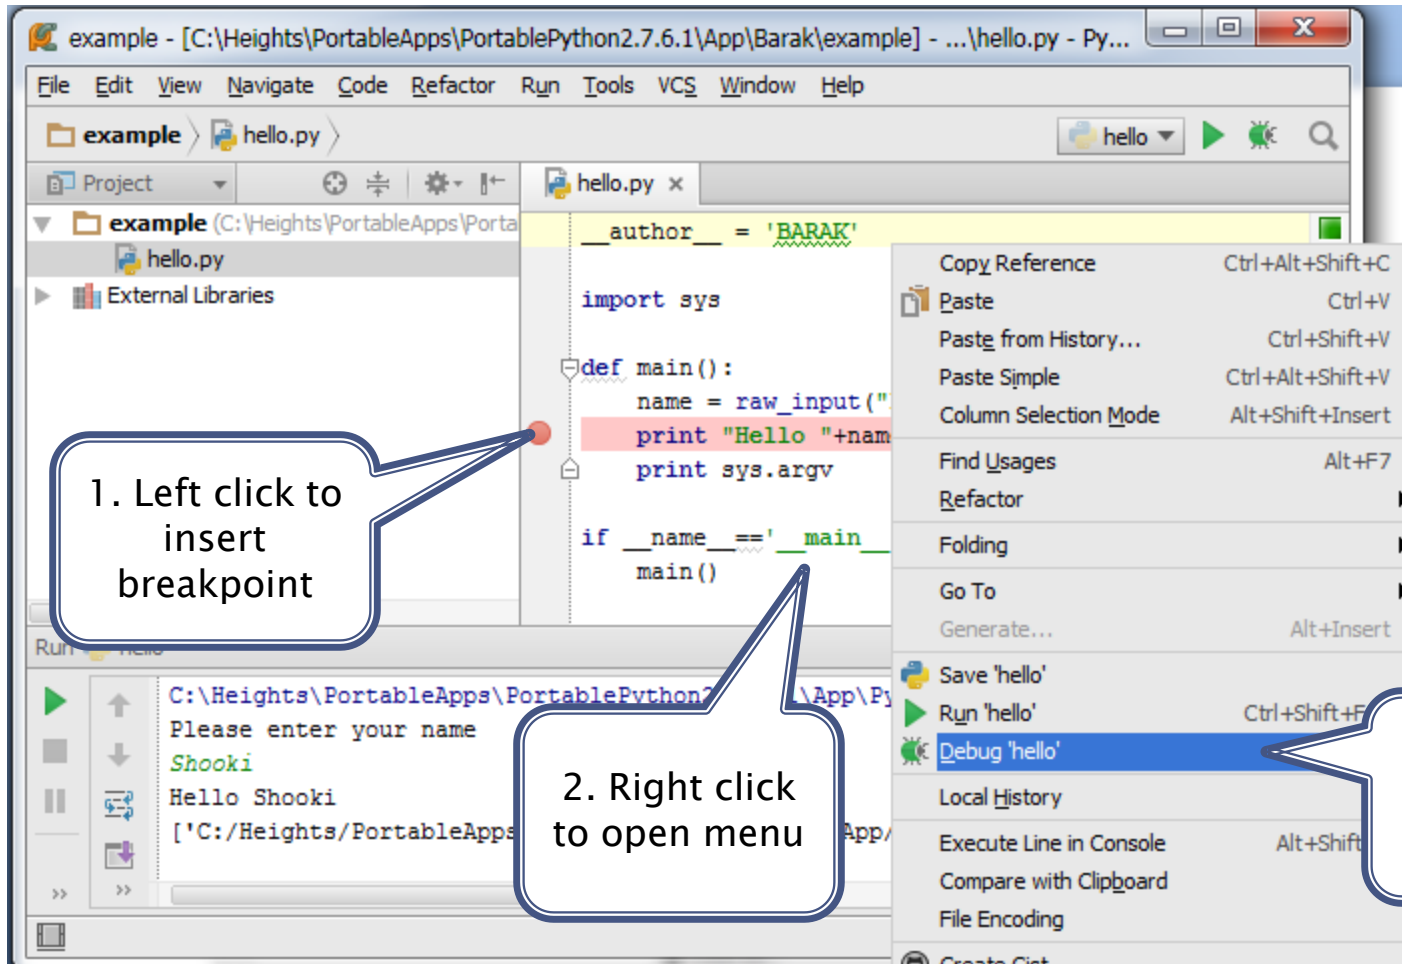 example - [C:\Heights\PortableApps\PortablePython2.7.6.1\App\Barak\example] - ...\hello.py - Py...
File Edit View Navigate Code Refactor Run Tools VCS Window Help
example hello.py
hello
Project
hello.py
example (C:\Heights\PortableApps\Porta
hello.py
External Libraries
__author__ = 'BARAK'
import sys
def main():
name = raw_input("
print "Hello "+nam
print sys.argv
if __name__=='__main__
main()
1. Left click to
insert
breakpoint
2. Right click
to open menu
Copy Reference Ctrl+Alt+Shift+C
Paste Ctrl+V
Paste from History... Ctrl+Shift+V
Paste Simple Ctrl+Alt+Shift+V
Column Selection Mode Alt+Shift+Insert
Find Usages Alt+F7
Refactor
Folding
Go To
Generate... Alt+Insert
Save 'hello'
Run 'hello' Ctrl+Shift+F
Debug 'hello'
Local History
Execute Line in Console Alt+Shift
Compare with Clipboard
File Encoding
Create Gist
Run hello
C:\Heights\PortableApps\PortablePython2 \App\Py
Please enter your name
Shooki
Hello Shooki
['C:/Heights/PortableApps App/